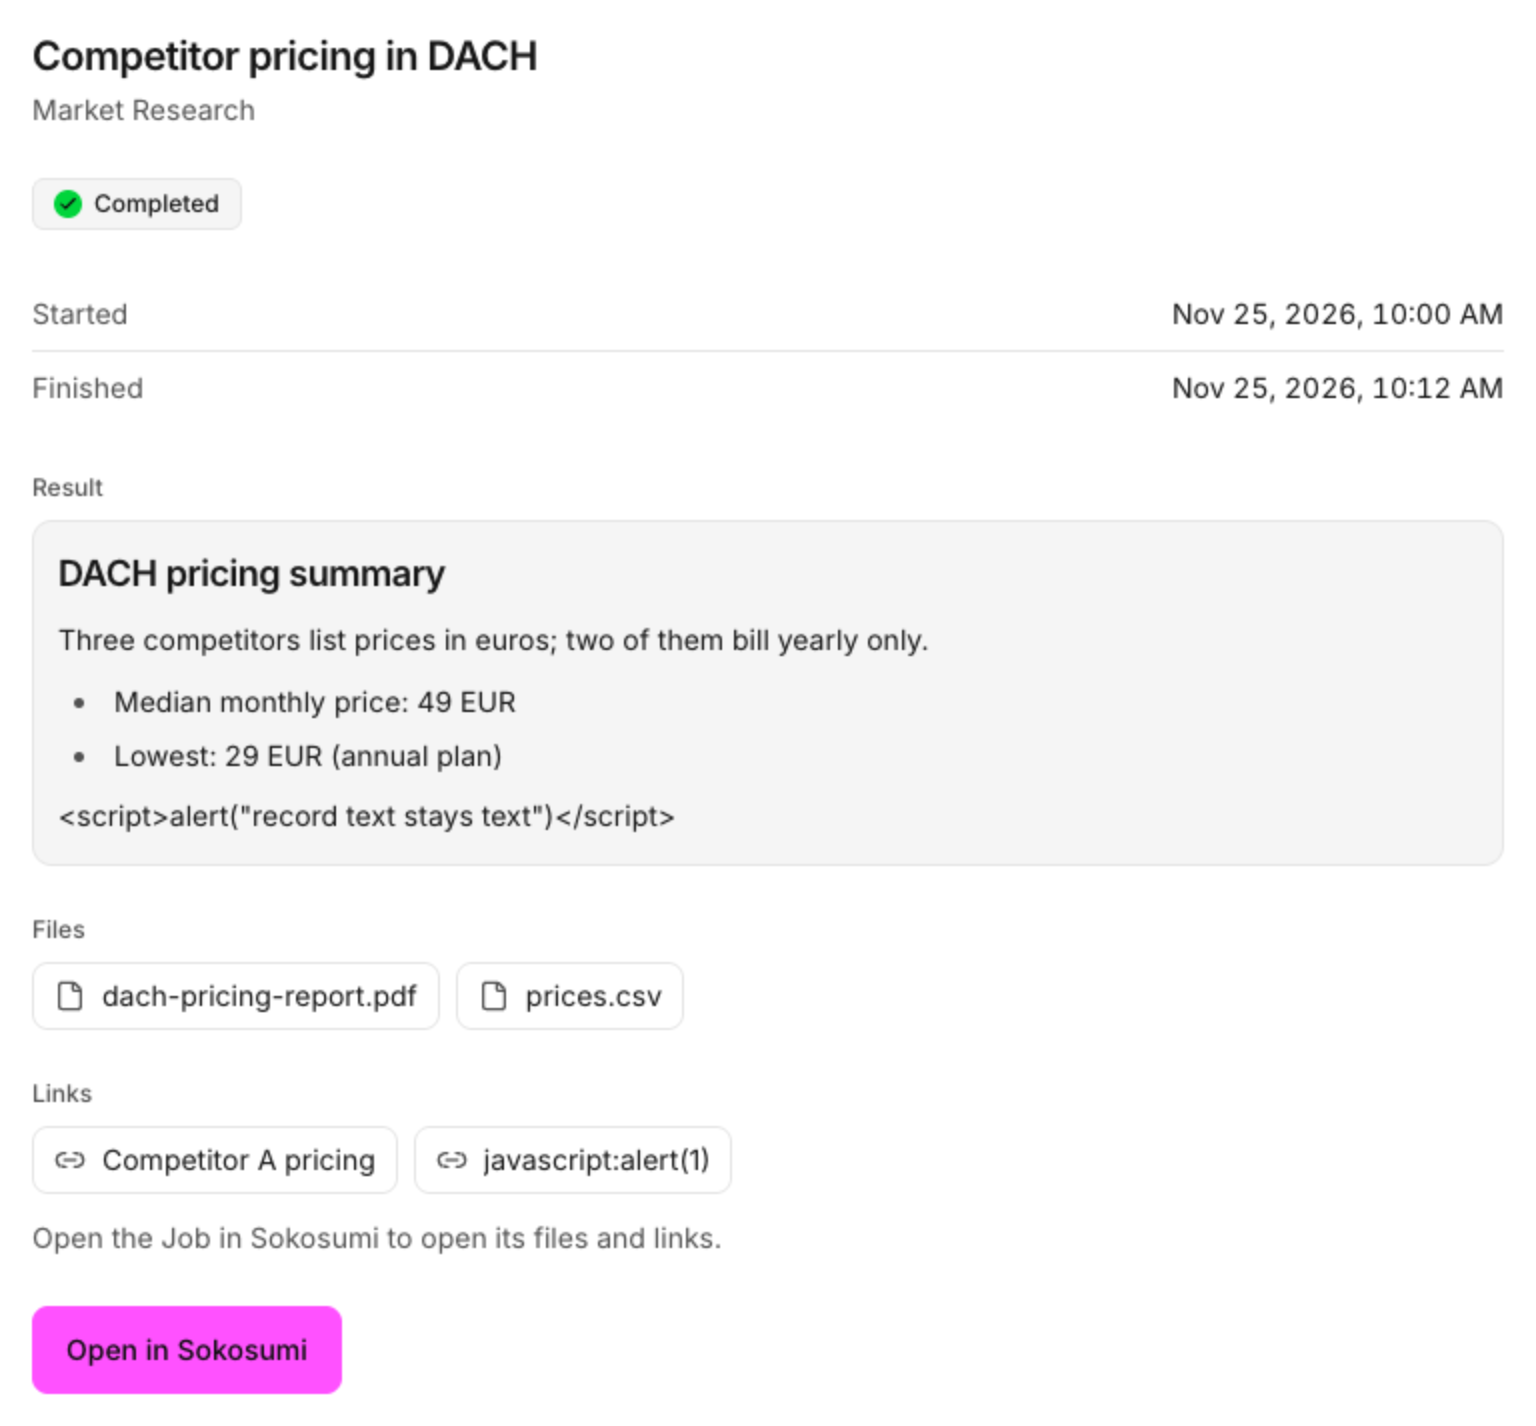 Competitor pricing in DACH
Market Research
Completed
Started Nov 25, 2026, 10:00 AM
Finished Nov 25, 2026, 10:12 AM
Result
DACH pricing summary
Three competitors list prices in euros; two of them bill yearly only.
• Median monthly price: 49 EUR
• Lowest: 29 EUR (annual plan)
<script>alert("record text stays text")</script>
Files
dach-pricing-report.pdf prices.csv
Links
Competitor A pricing javascript:alert(1)
Open the Job in Sokosumi to open its files and links.
Open in Sokosumi